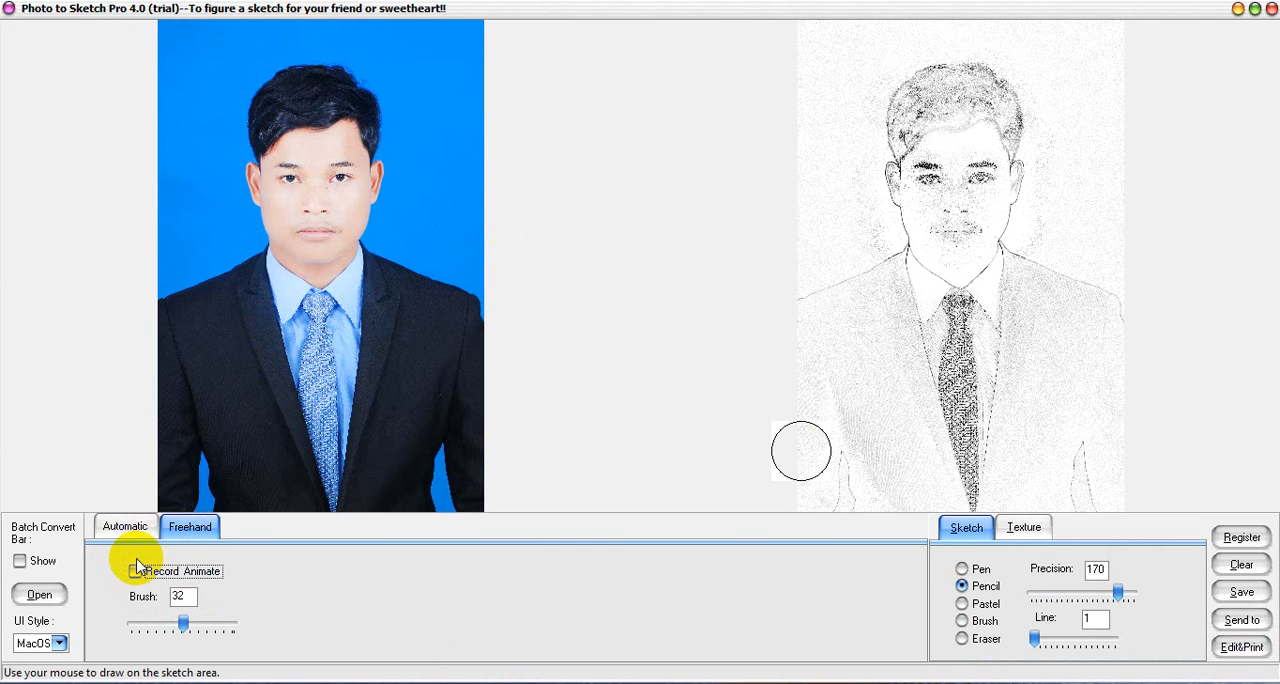 Photo to Sketch Pro 4.0 (trial)--To figure a sketch for your friend or sweetheart!!
Batch Convert
Bar :
Show
Open
UI Style :
MacOS
Automatic
Freehand
Record Animate
Brush: 32
Sketch
Texture
Pen
Pencil
Pastel
Brush
Eraser
Precision: 170
Line: 1
Register
Clear
Save
Send to
Edit&Print
Use your mouse to draw on the sketch area.